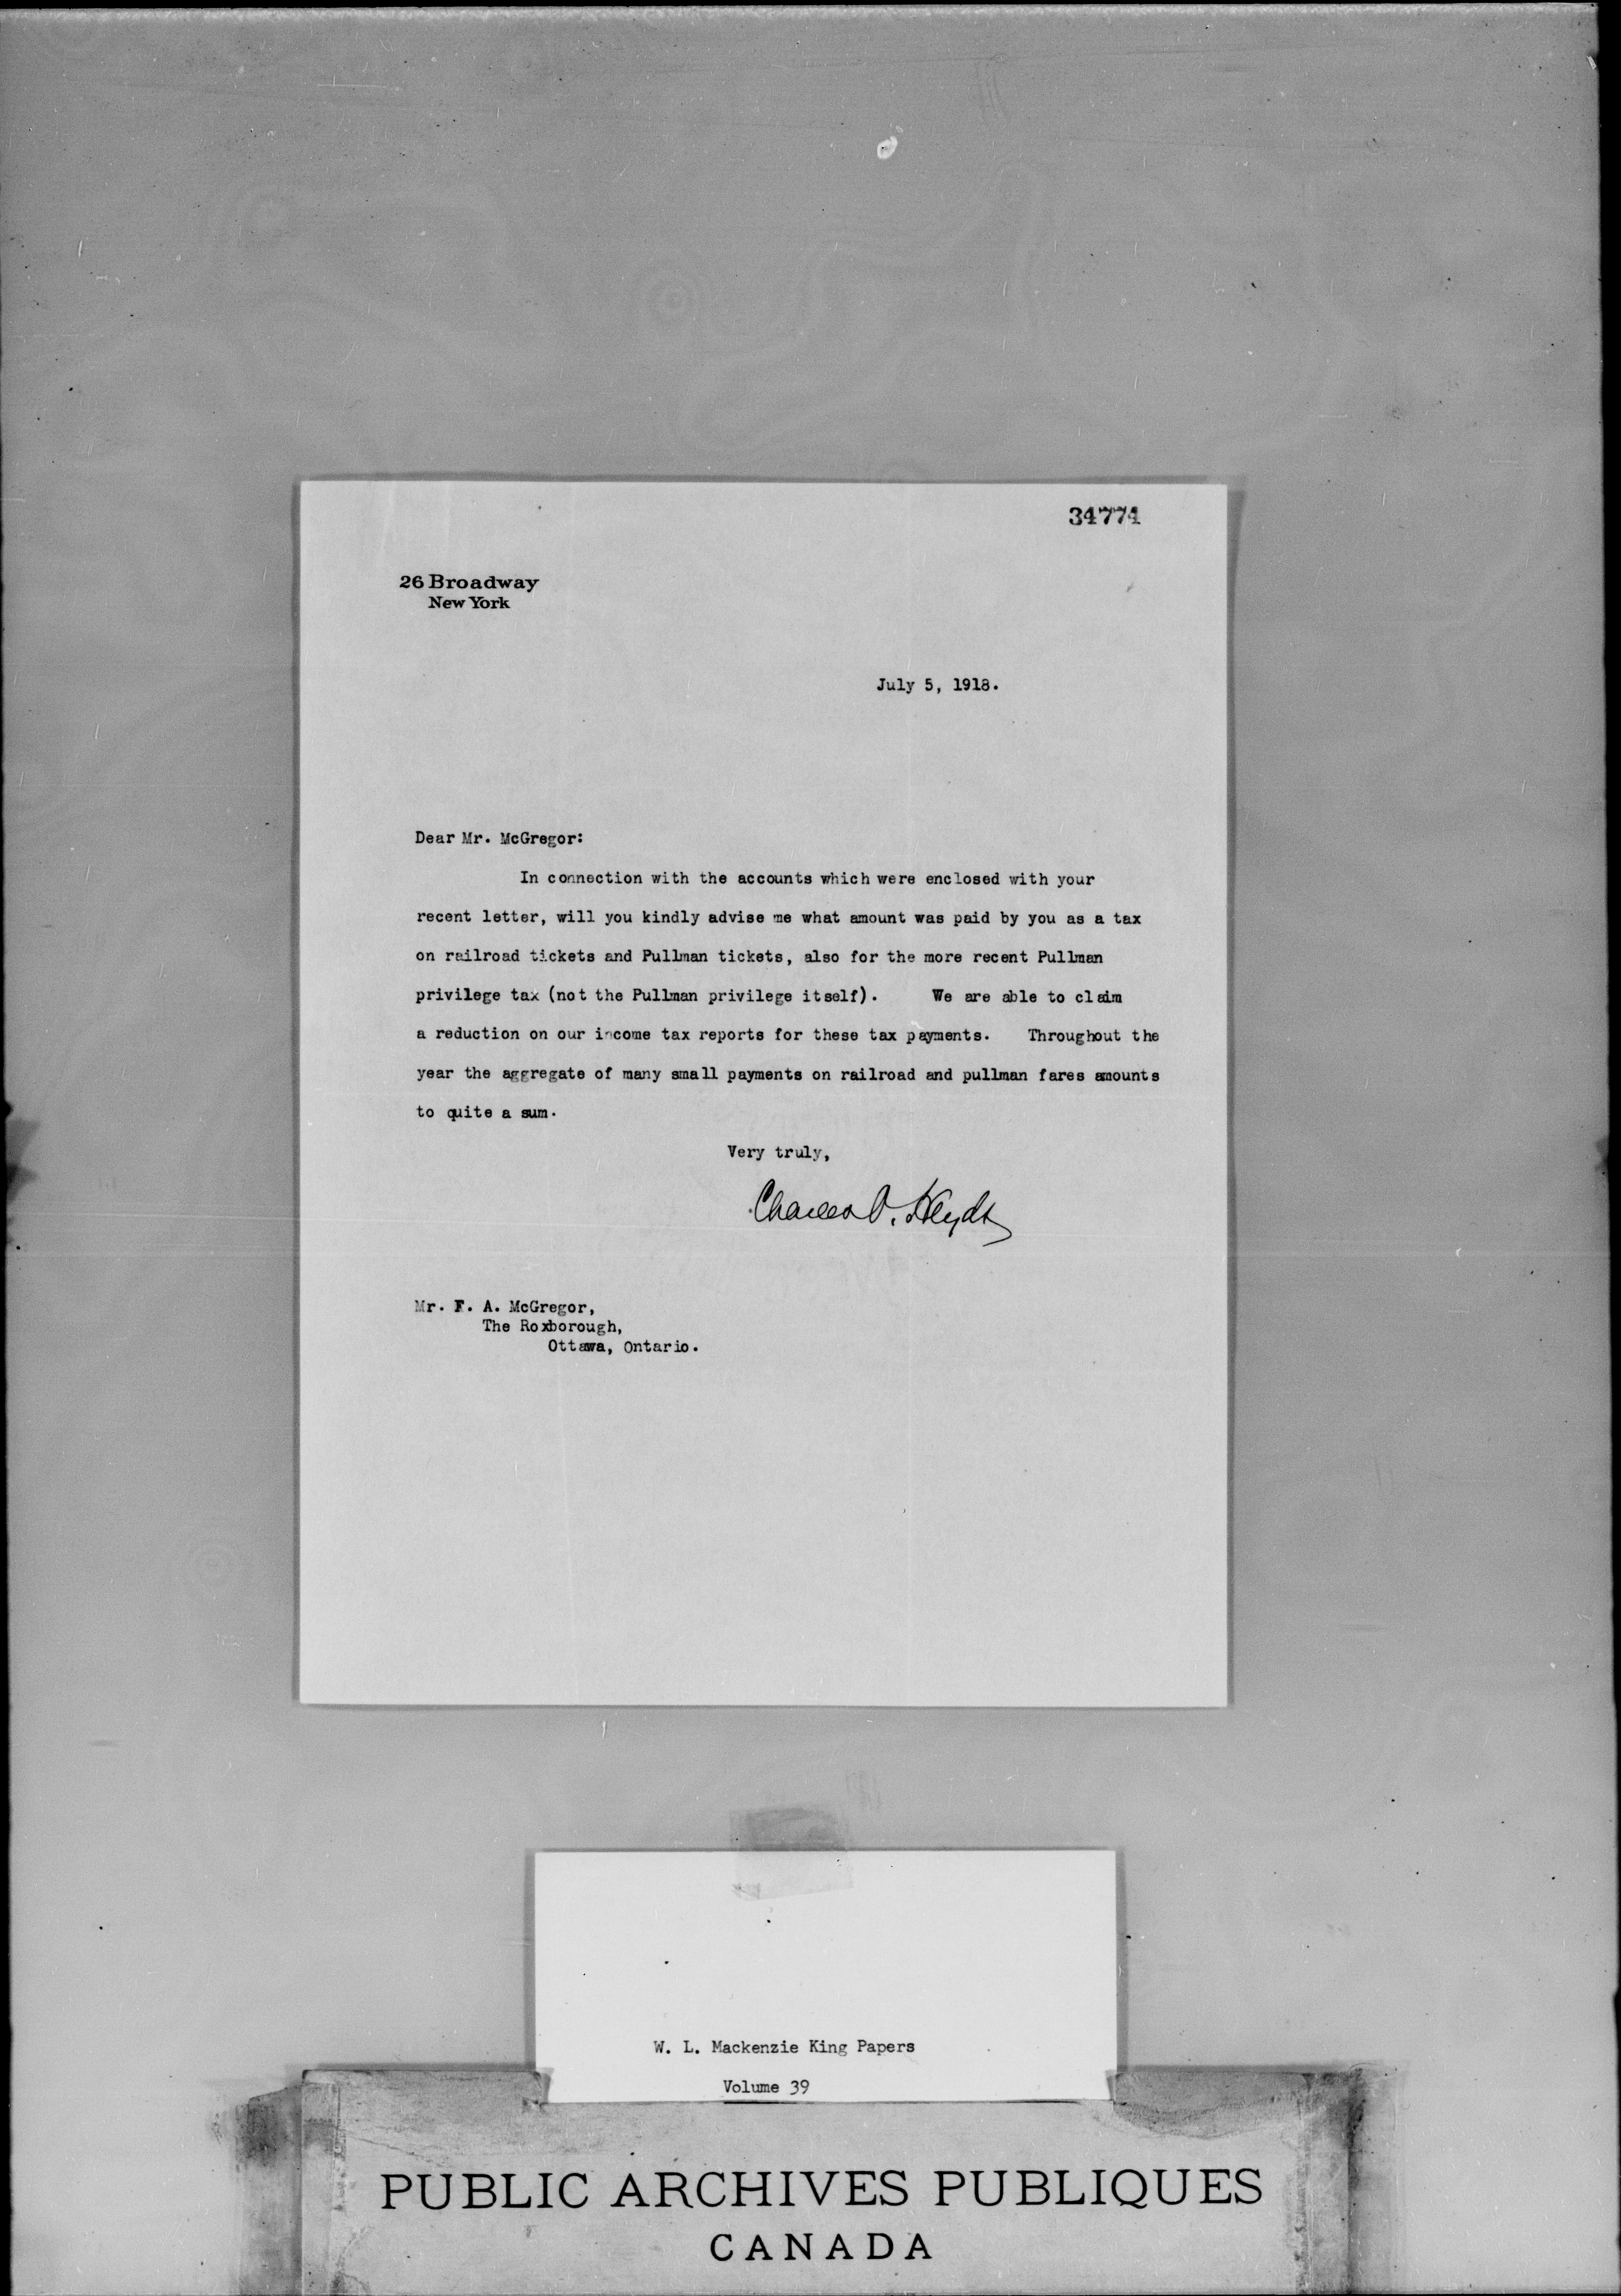 34774
26 Broadway
New York
July 5, 1918.
Dear Mr. McGregor:
In connection with the accounts which were enclosed with your
recent letter, will you kindly advise me what amount was paid by you as a tax
on railroad tickets and Pullman tickets, also for the more recent Pullman
privilege tax (not the Pullman privilege itself). We are able to claim
a reduction on our income tax reports for these tax payments. Throughout the
year the aggregate of many small payments on railroad and pullman fares amounts
to quite a sum.
Very truly,
Charles O. Heydt
Mr. F. A. McGregor,
The Roxborough,
Ottawa, Ontario.
W. L. Mackenzie King Papers
Volume 39
PUBLIC ARCHIVES PUBLIQUES
CANADA